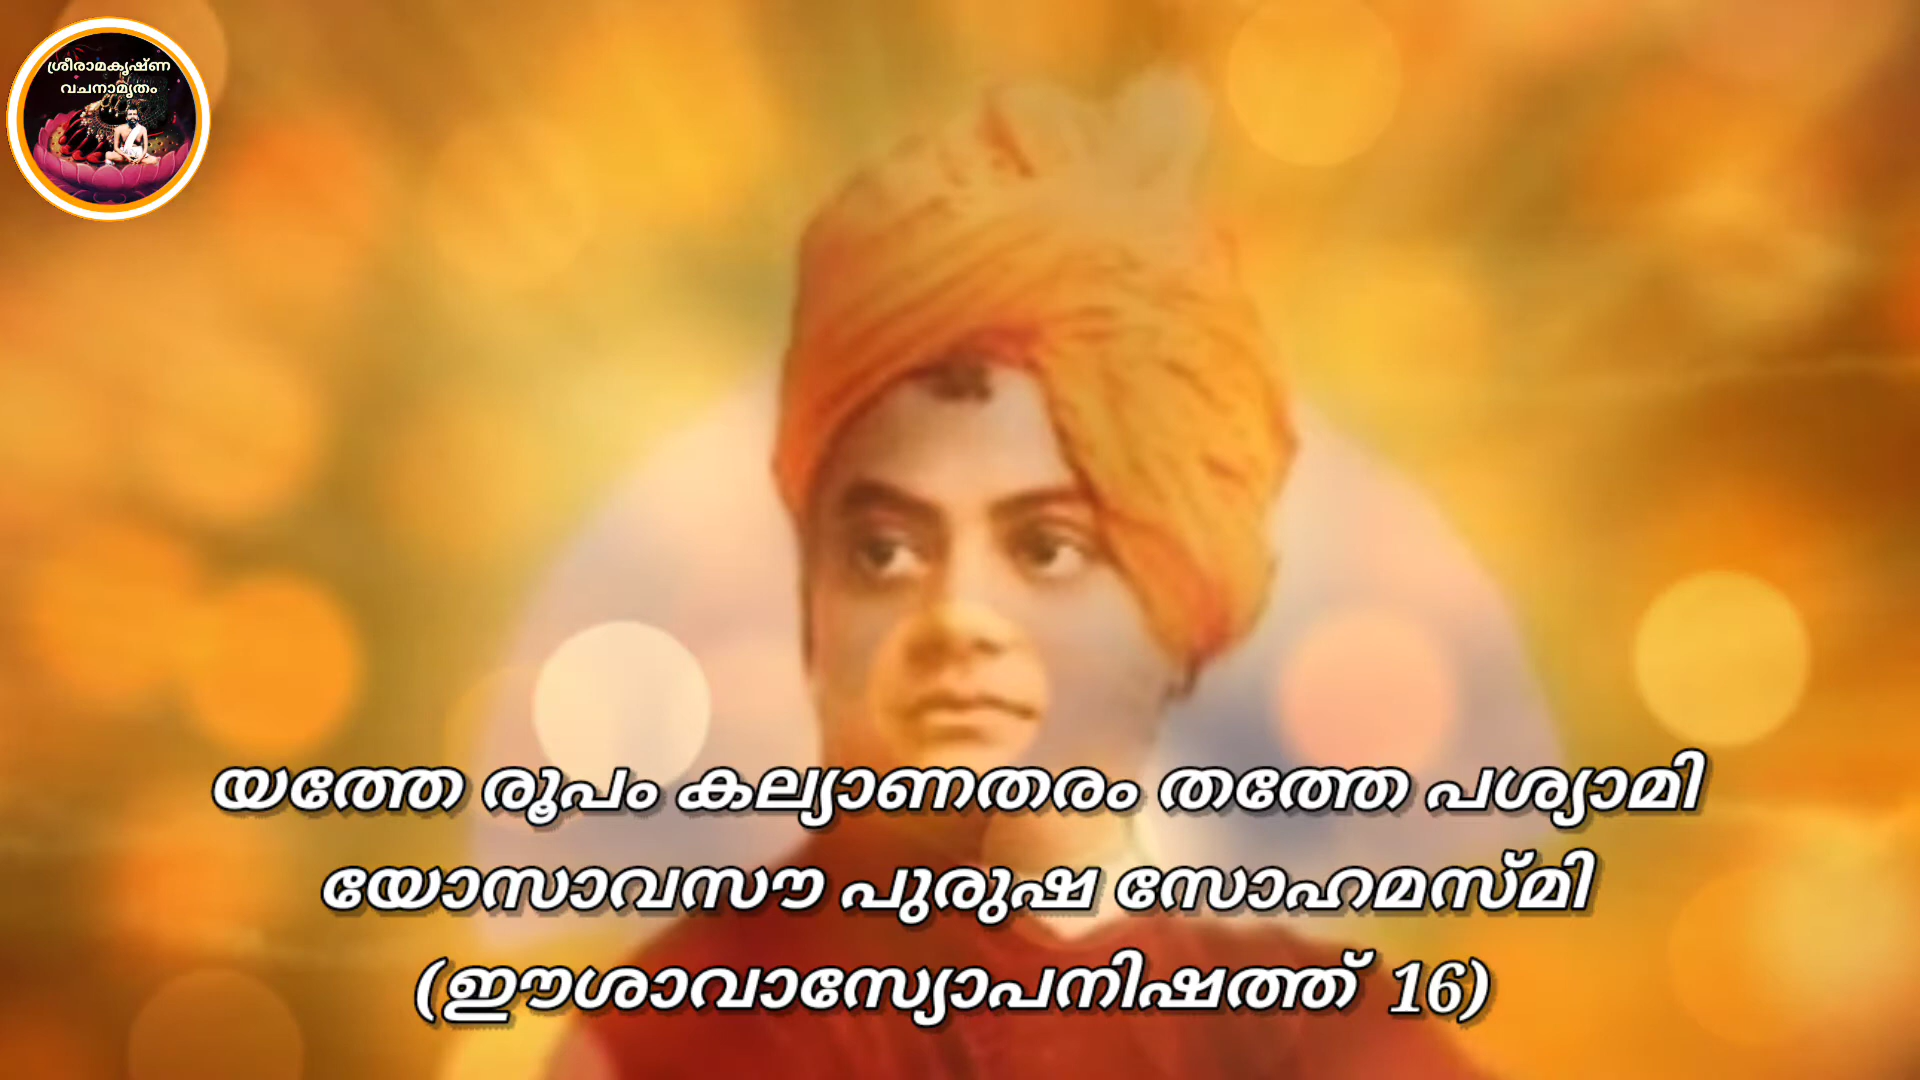 ശ്രീരാമകൃഷ്ണ
വചനാമൃതം
യത്തേ രൂപം കല്യാണതരം തത്തേ പശ്യാമി
യോസാവസൗ പുരുഷ സോഹമസ്മി
(ഈശാവാസ്യോപനിഷത്ത് 16)